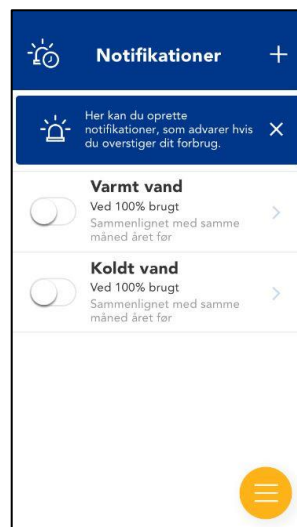 Notifikationer
Her kan du oprette
notifikationer, som advarer hvis
du overstiger dit forbrug.
Varmt vand
Ved 100% brugt
Sammenlignet med samme
måned året før
Koldt vand
Ved 100% brugt
Sammenlignet med samme
måned året før